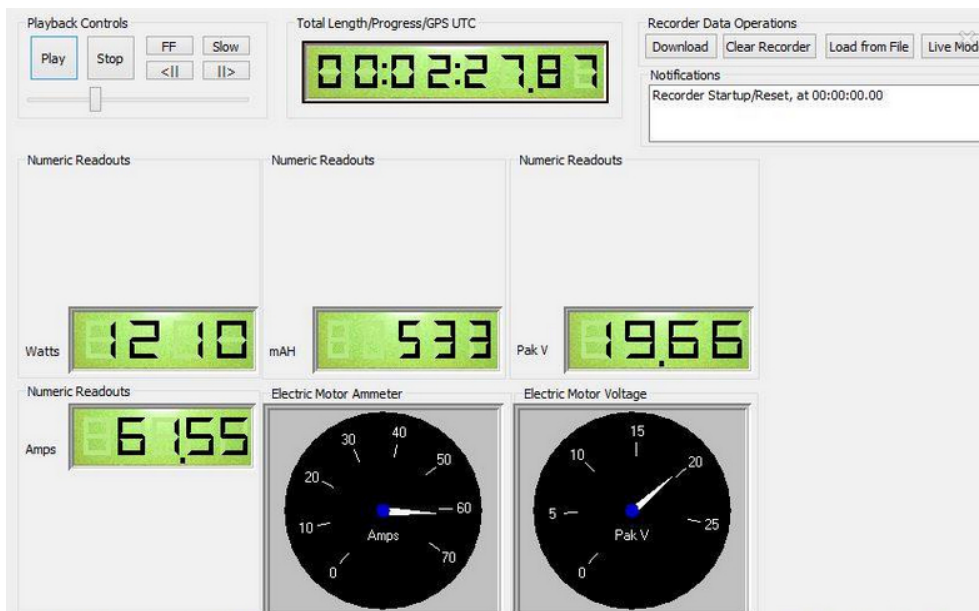 Playback Controls
Play
Stop
FF
Slow
<||
||>
Total Length/Progress/GPS UTC
00:02:27.87
Recorder Data Operations
Download
Clear Recorder
Load from File
Live Mod
Notifications
Recorder Startup/Reset, at 00:00:00.00
Numeric Readouts
Watts
1210
Numeric Readouts
mAH
533
Numeric Readouts
Pak V
19.66
Numeric Readouts
Amps
61.55
Electric Motor Ammeter
0
10
20
30
40
50
60
70
Amps
Electric Motor Voltage
0
5
10
15
20
25
Pak V